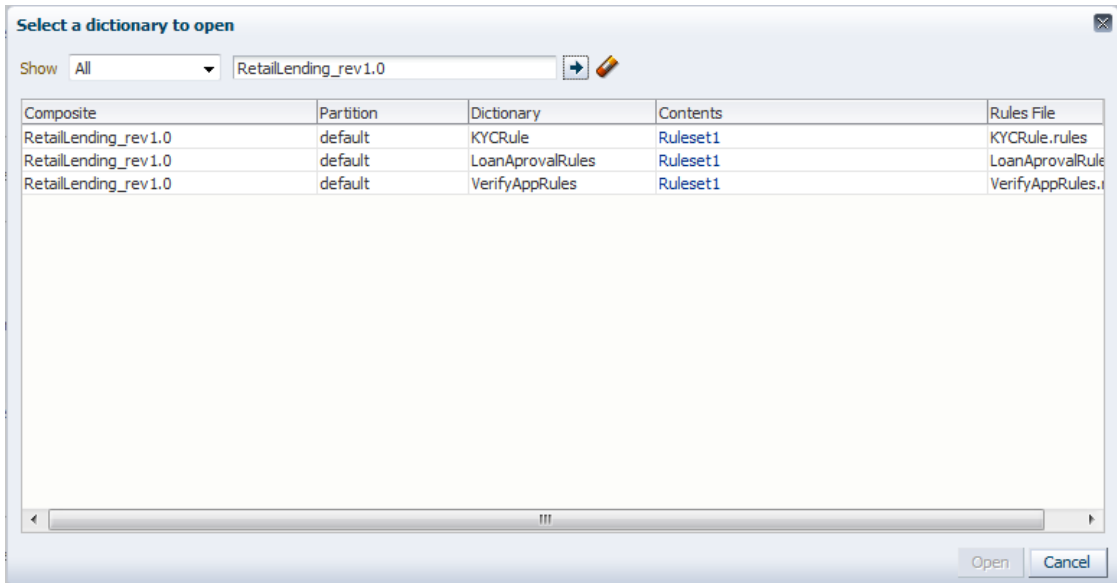 Select a dictionary to open
Show All RetailLending_rev1.0
Composite Partition Dictionary Contents Rules File
RetailLending_rev1.0 default KYCRule Ruleset1 KYCRule.rules
RetailLending_rev1.0 default LoanAprovalRules Ruleset1 LoanAprovalRule
RetailLending_rev1.0 default VerifyAppRules Ruleset1 VerifyAppRules.r
Open Cancel